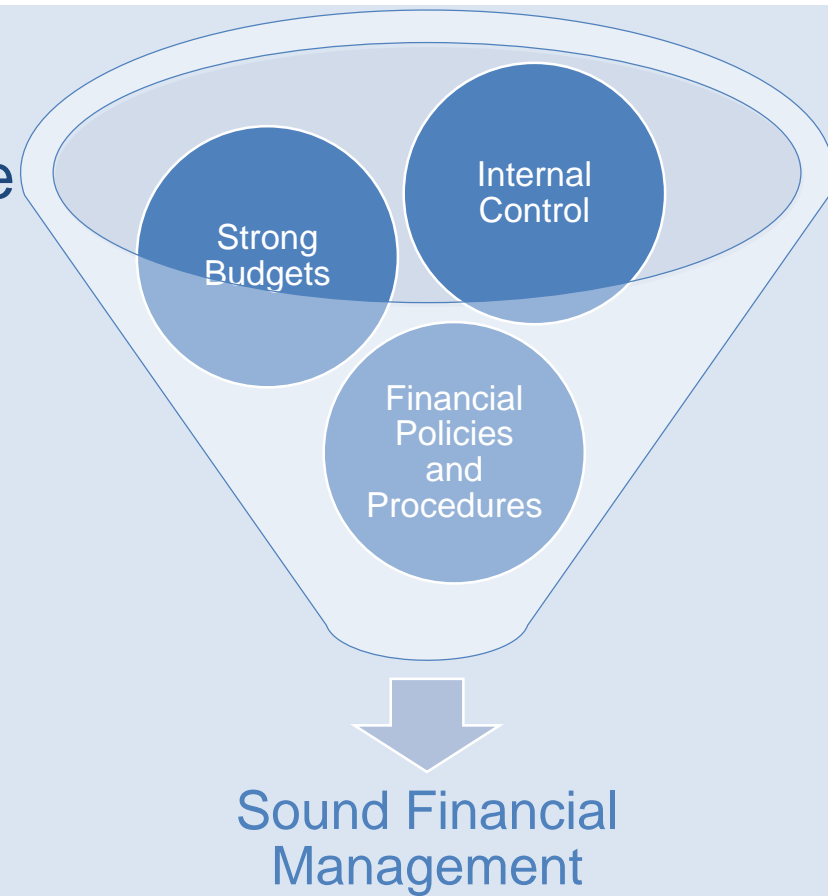 Internal
Control
Strong
Budgets
Financial
Policies
and
Procedures
Sound Financial
Management